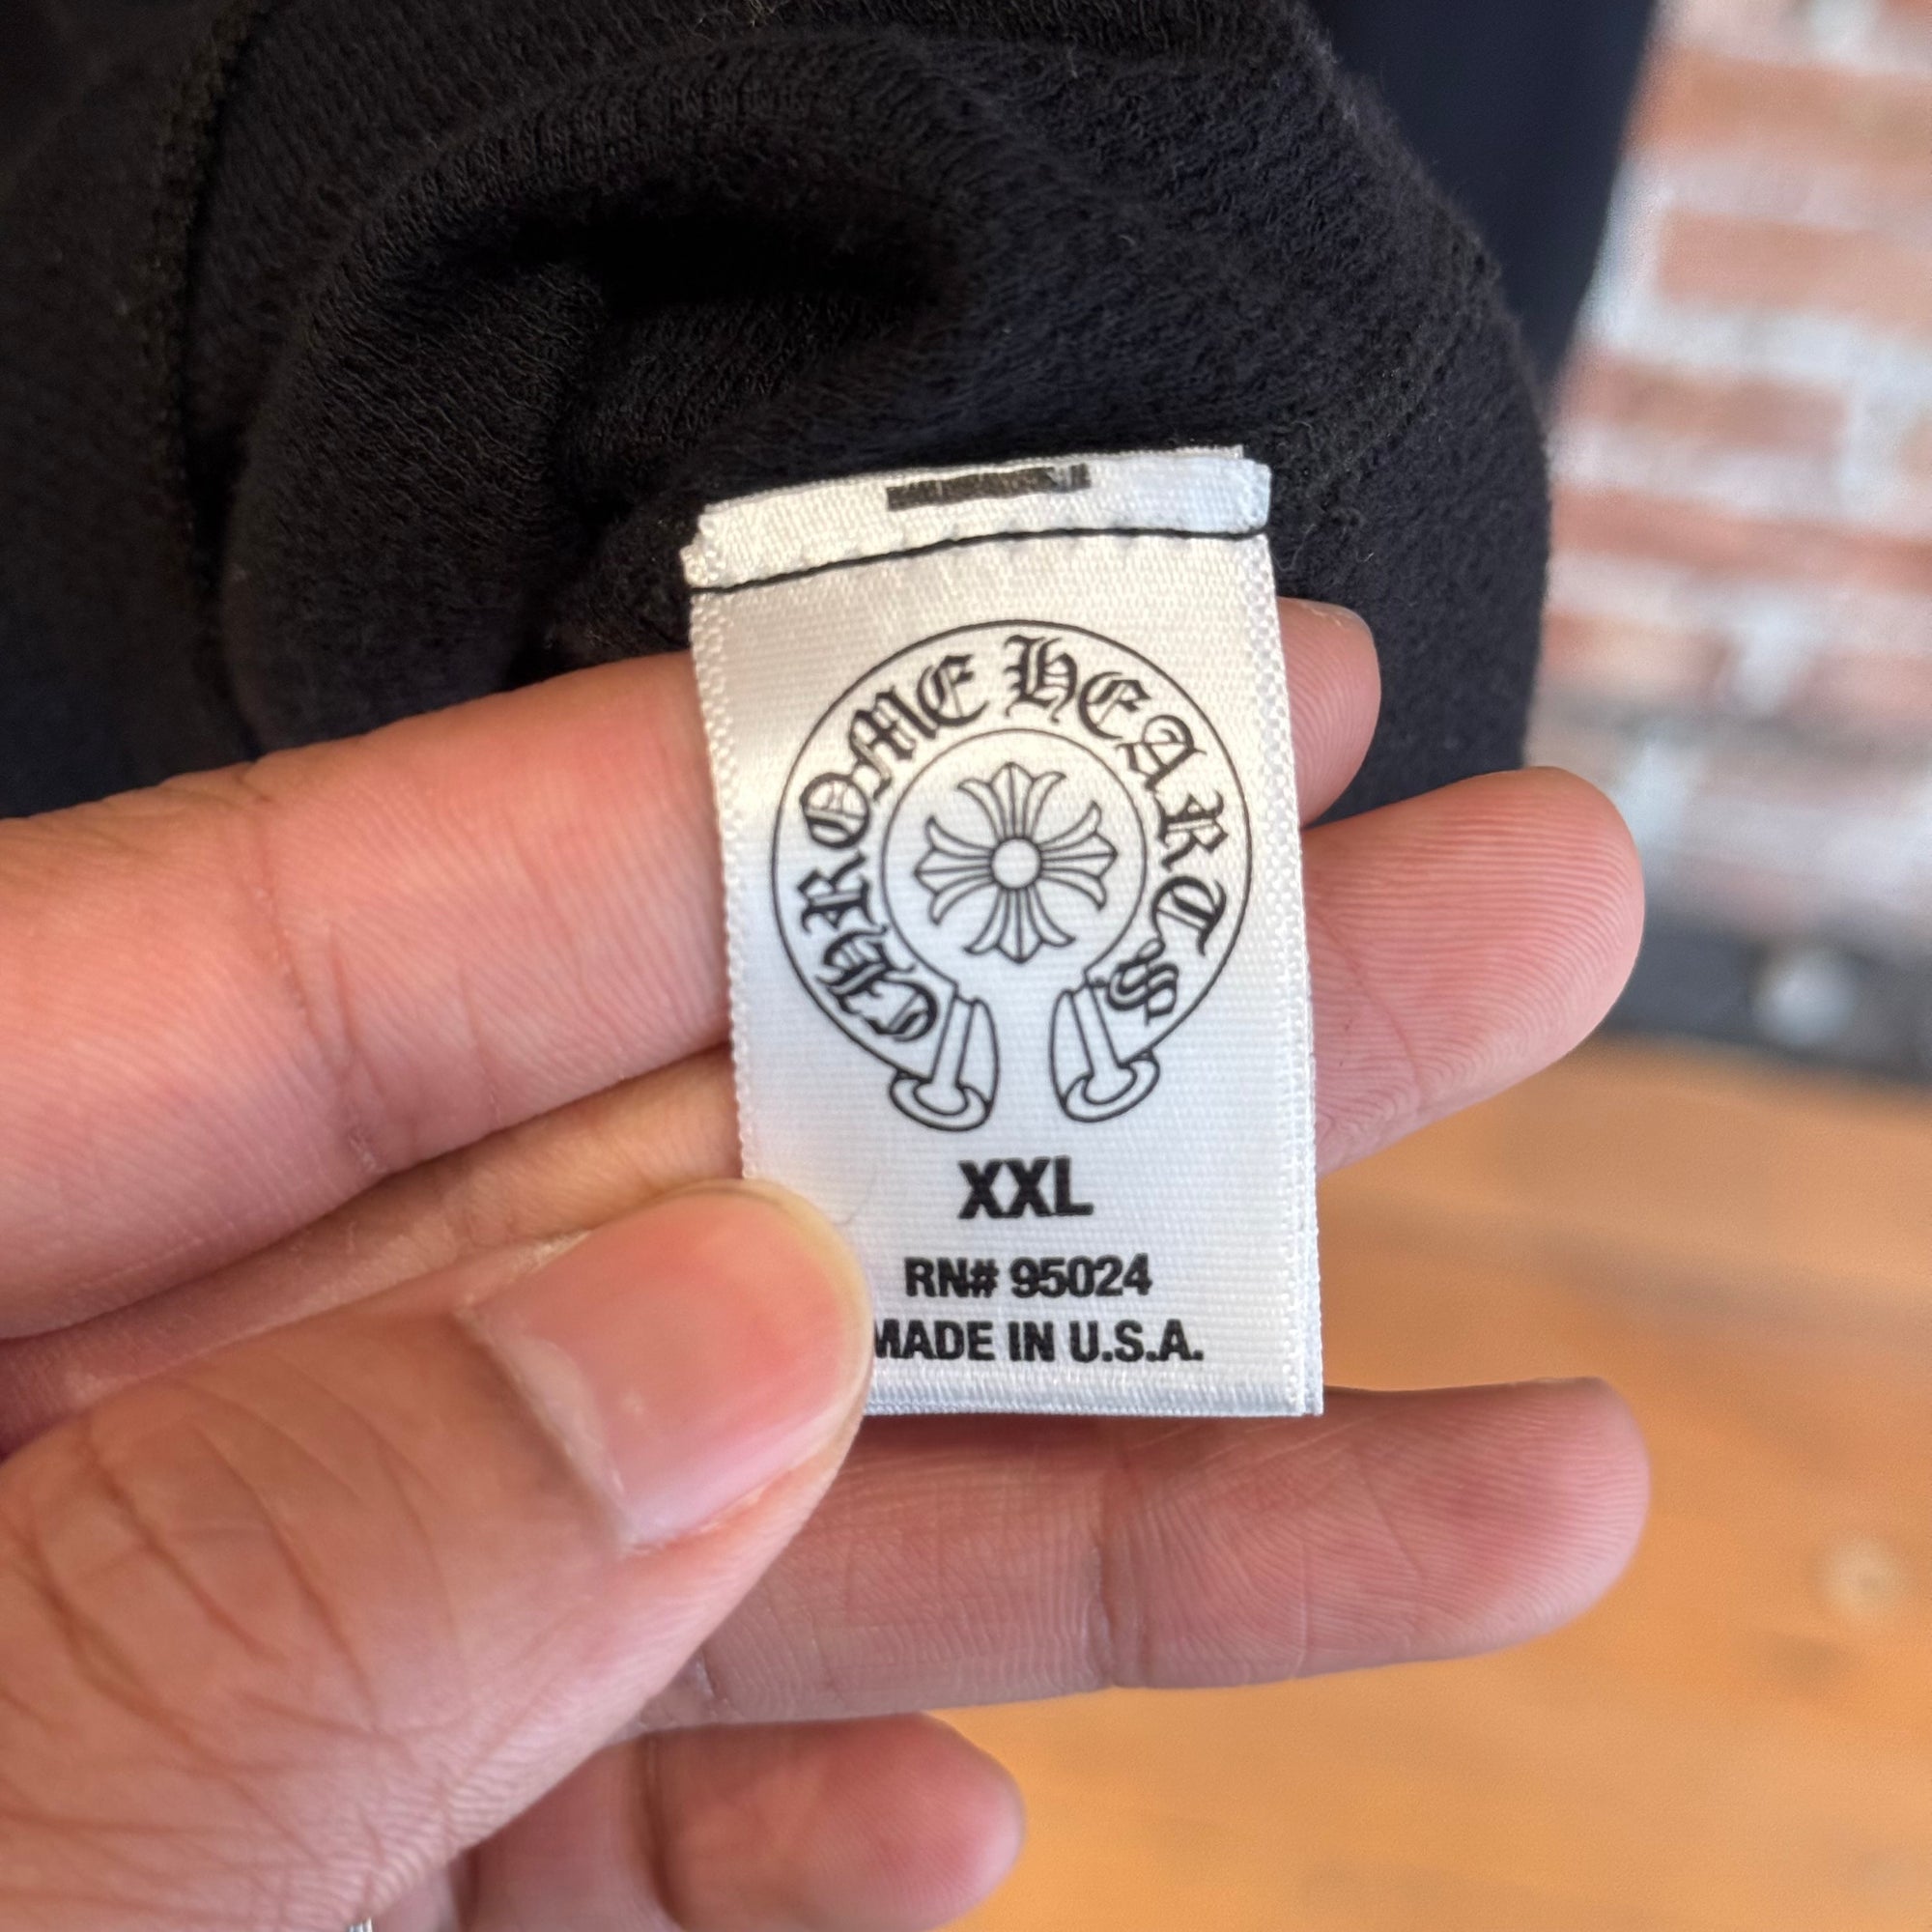 CHROME HEARTS
XXL
RN# 95024
MADE IN U.S.A.